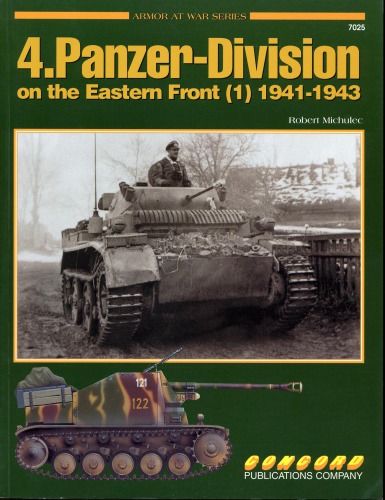 ARMOR AT WAR SERIES
7025
4.Panzer-Division
on the Eastern Front (1) 1941-1943
Robert Michulec
121
122
CONCORD
PUBLICATIONS COMPANY